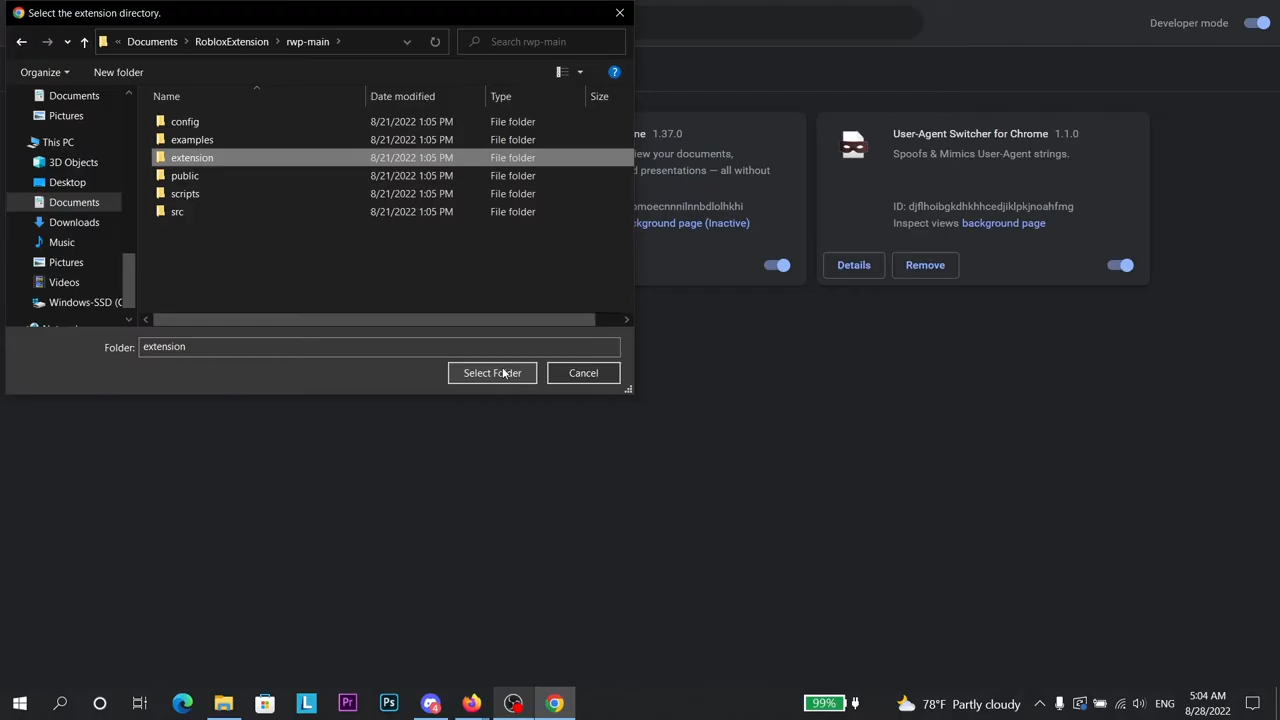 Select the extension directory.
« Documents › RobloxExtension › rwp-main ›
Search rwp-main
Organize
New folder
?
Documents
Pictures
This PC
3D Objects
Desktop
Documents
Downloads
Music
Pictures
Videos
Windows-SSD (C
Name Date modified Type Size
config 8/21/2022 1:05 PM File folder
examples 8/21/2022 1:05 PM File folder
extension 8/21/2022 1:05 PM File folder
public 8/21/2022 1:05 PM File folder
scripts 8/21/2022 1:05 PM File folder
src 8/21/2022 1:05 PM File folder
Folder: extension
Select Folder
Cancel
Developer mode
ne 1.37.0
iew your documents,
d presentations — all without
omoecnnnilnnbdlolhkhi
kground page (Inactive)
User-Agent Switcher for Chrome 1.1.0
Spoofs & Mimics User-Agent strings.
ID: djflhoibgkdhkhhcedjiklpkjnoahfmg
Inspect views background page
Details
Remove
L
Pr
Ps
99%
78°F Partly cloudy
ENG
5:04 AM
8/28/2022